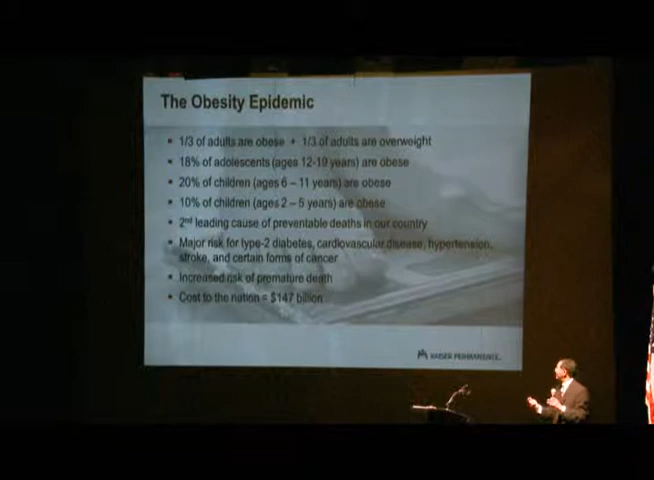 The Obesity Epidemic
• 1/3 of adults are obese + 1/3 of adults are overweight
• 18% of adolescents (ages 12-19 years) are obese
• 20% of children (ages 6 – 11 years) are obese
• 10% of children (ages 2 – 5 years) are obese
• 2nd leading cause of preventable deaths in our country
• Major risk for type-2 diabetes, cardiovascular disease, hypertension,
stroke, and certain forms of cancer
• Increased risk of premature death
• Cost to the nation = $147 billion
KAISER PERMANENTE